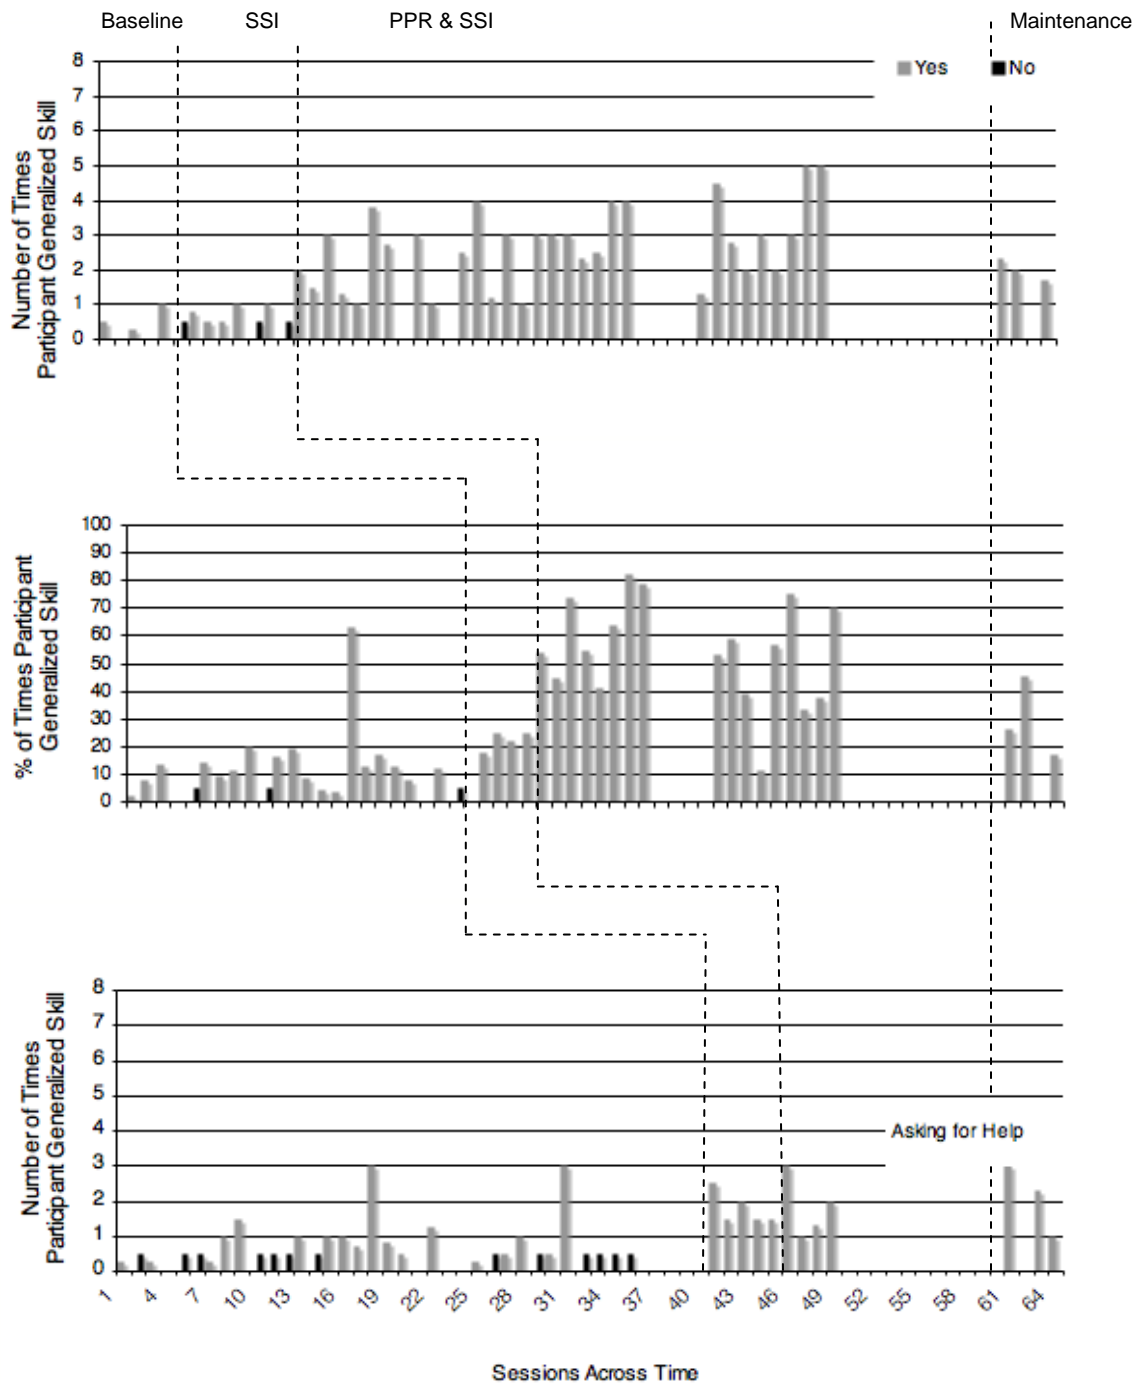 Baseline SSI PPR & SSI Maintenance
Yes No
8
7
6
5
4
3
2
1
0
Number of Times
Participant Generalized Skill
100
90
80
70
60
50
40
30
20
10
0
% of Times Participant
Generalized Skill
8
7
6
5
4
3
2
1
0
Number of Times
Participant Generalized Skill
Asking for Help
1 4 7 10 13 16 19 22 25 28 31 34 37 40 43 46 49 52 55 58 61 64
Sessions Across Time